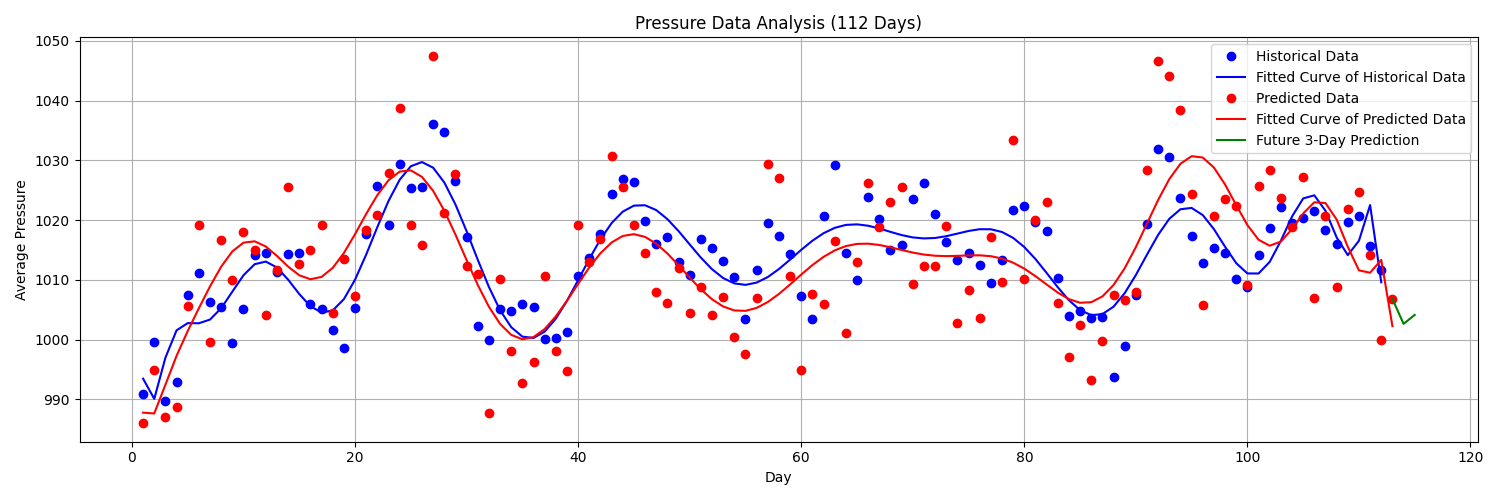 Pressure Data Analysis (112 Days)
1050
1040
1030
1020
1010
1000
990
Average Pressure
Historical Data
Fitted Curve of Historical Data
Predicted Data
Fitted Curve of Predicted Data
Future 3-Day Prediction
0 20 40 60 80 100 120
Day